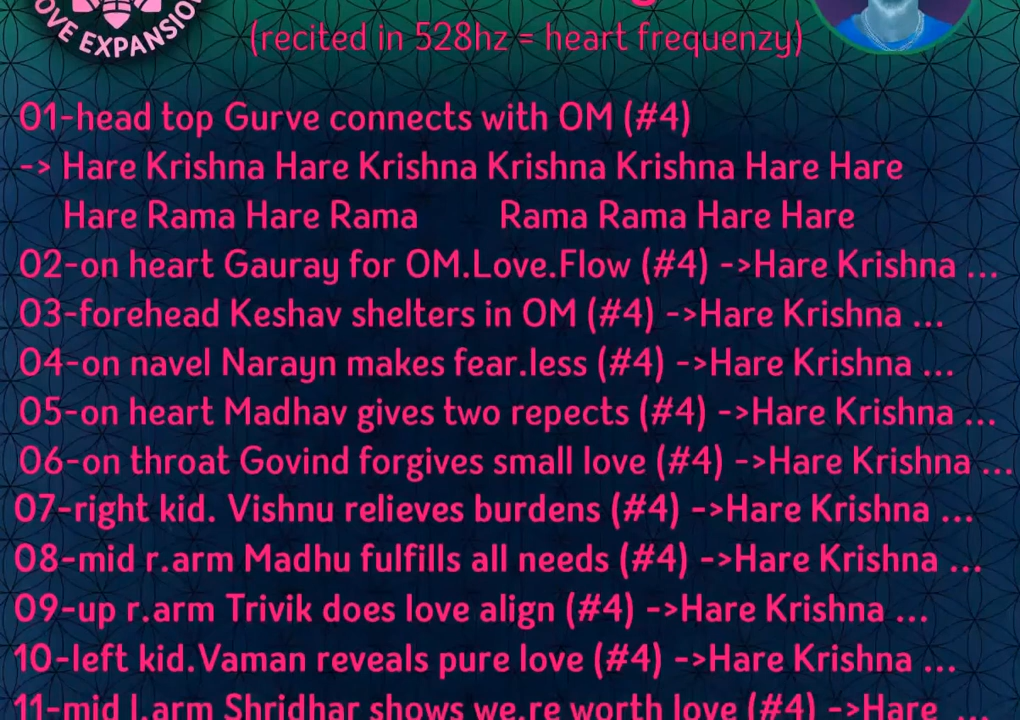 OVE EXPANSIO
(recited in 528hz = heart frequenzy)
01-head top Gurve connects with OM (#4)
-> Hare Krishna Hare Krishna Krishna Krishna Hare Hare
Hare Rama Hare Rama Rama Rama Hare Hare
02-on heart Gauray for OM.Love.Flow (#4) ->Hare Krishna ...
03-forehead Keshav shelters in OM (#4) ->Hare Krishna ...
04-on navel Narayn makes fear.less (#4) ->Hare Krishna ...
05-on heart Madhav gives two repects (#4) ->Hare Krishna ...
06-on throat Govind forgives small love (#4) ->Hare Krishna ...
07-right kid. Vishnu relieves burdens (#4) ->Hare Krishna ...
08-mid r.arm Madhu fulfills all needs (#4) ->Hare Krishna ...
09-up r.arm Trivik does love align (#4) ->Hare Krishna ...
10-left kid.Vaman reveals pure love (#4) ->Hare Krishna ...
11-mid l.arm Shridhar shows we.re worth love (#4) ->Hare ...